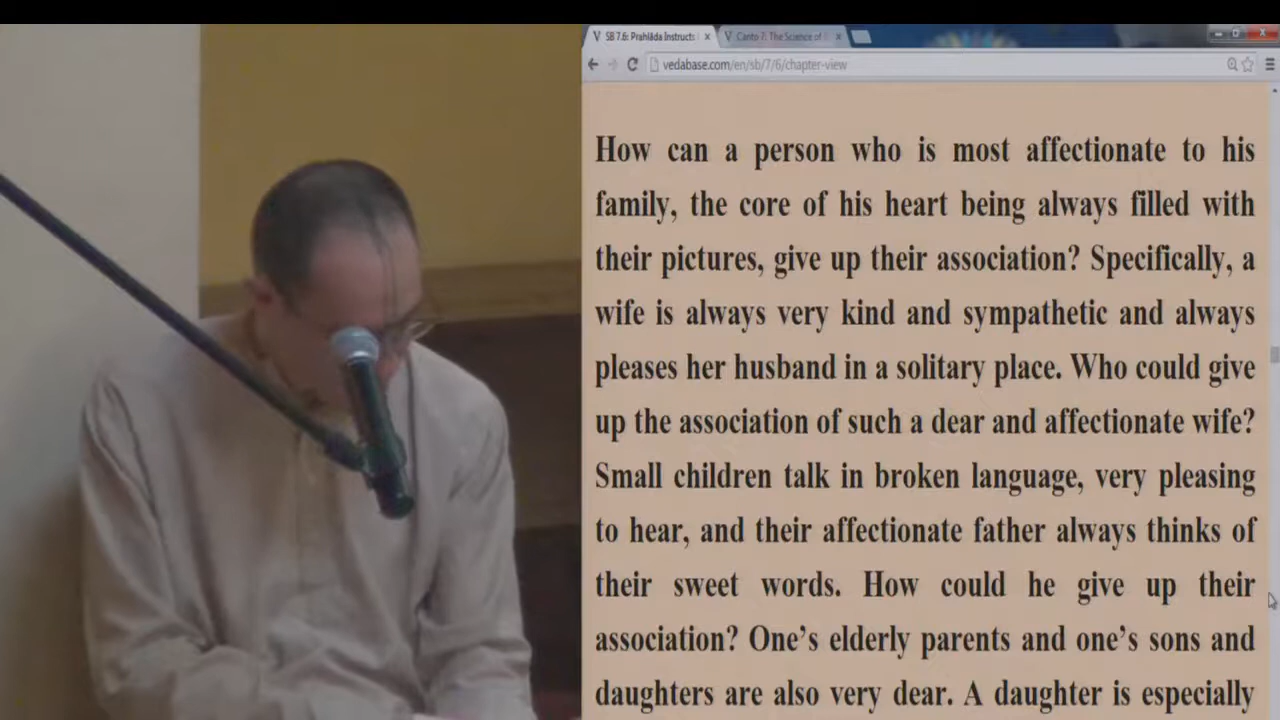 SB 7.6: Prahlāda Instructs
Canto 7: The Science of
vedabase.com/en/sb/7/6/chapter-view
How can a person who is most affectionate to his
family, the core of his heart being always filled with
their pictures, give up their association? Specifically, a
wife is always very kind and sympathetic and always
pleases her husband in a solitary place. Who could give
up the association of such a dear and affectionate wife?
Small children talk in broken language, very pleasing
to hear, and their affectionate father always thinks of
their sweet words. How could he give up their
association? One’s elderly parents and one’s sons and
daughters are also very dear. A daughter is especially